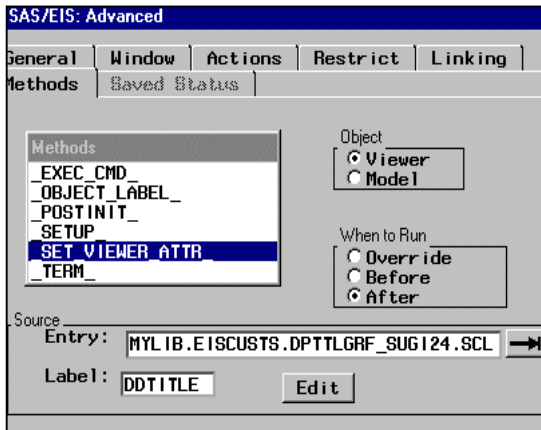 SAS/EIS: Advanced
General Window Actions Restrict Linking
Methods Saved Status
Methods
_EXEC_CMD_
_OBJECT_LABEL_
_POSTINIT_
_SETUP_
_SET_VIEWER_ATTR_
_TERM_
Object
Viewer
Model
When to Run
Override
Before
After
Source
Entry: MYLIB.EISCUSTS.DPTTLGRF_SUGI24.SCL
Label: DDTITLE Edit